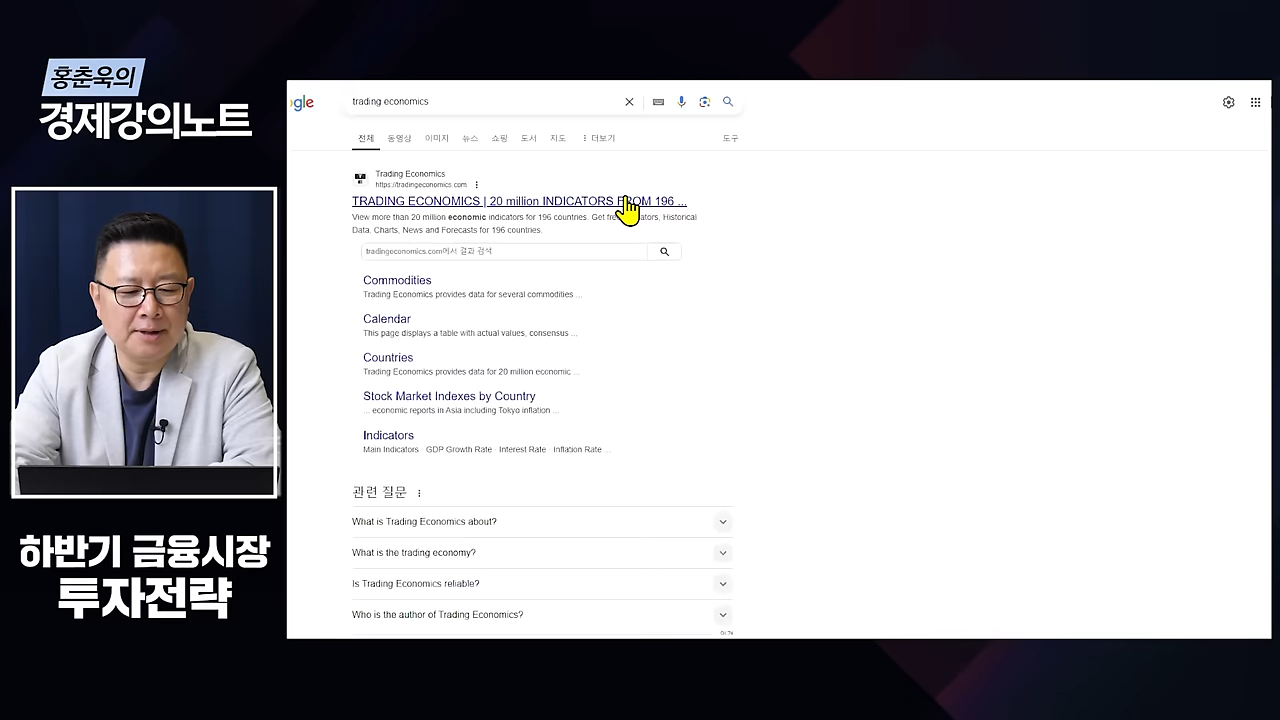 홍춘욱의
경제강의노트
하반기 금융시장
투자전략
gle
trading economics
전체 동영상 이미지 뉴스 쇼핑 도서 지도 더보기 도구
Trading Economics
https://tradingeconomics.com
TRADING ECONOMICS | 20 million INDICATORS FROM 196 ...
View more than 20 million economic indicators for 196 countries. Get free Historical
Data, Charts, News and Forecasts for 196 countries.
tradingeconomics.com에서 결과 검색
Commodities
Trading Economics provides data for several commodities ...
Calendar
This page displays a table with actual values, consensus ...
Countries
Trading Economics provides data for 20 million economic ...
Stock Market Indexes by Country
... economic reports in Asia including Tokyo inflation ...
Indicators
Main Indicators · GDP Growth Rate · Interest Rate · Inflation Rate ...
관련 질문
What is Trading Economics about?
What is the trading economy?
Is Trading Economics reliable?
Who is the author of Trading Economics?